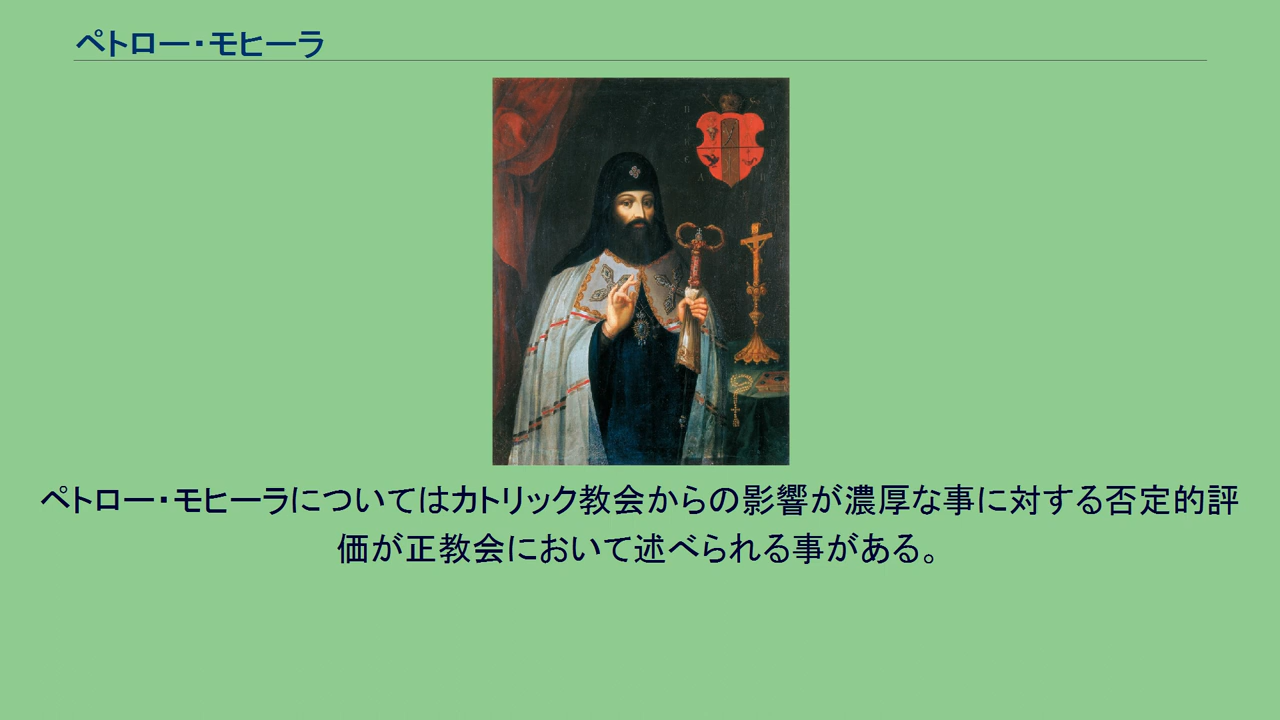 ペトロー・モヒーラ
ペトロー・モヒーラについてはカトリック教会からの影響が濃厚な事に対する否定的評
価が正教会において述べられる事がある。